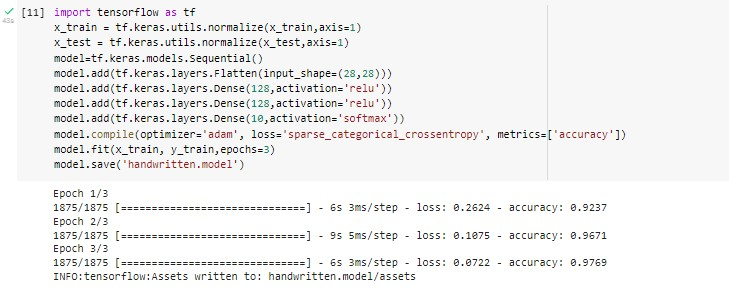 [11] import tensorflow as tf
x_train = tf.keras.utils.normalize(x_train,axis=1)
x_test = tf.keras.utils.normalize(x_test,axis=1)
model=tf.keras.models.Sequential()
model.add(tf.keras.layers.Flatten(input_shape=(28,28)))
model.add(tf.keras.layers.Dense(128,activation='relu'))
model.add(tf.keras.layers.Dense(128,activation='relu'))
model.add(tf.keras.layers.Dense(10,activation='softmax'))
model.compile(optimizer='adam', loss='sparse_categorical_crossentropy', metrics=['accuracy'])
model.fit(x_train, y_train,epochs=3)
model.save('handwritten.model')
43s
Epoch 1/3
1875/1875 [==============================] - 6s 3ms/step - loss: 0.2624 - accuracy: 0.9237
Epoch 2/3
1875/1875 [==============================] - 9s 5ms/step - loss: 0.1075 - accuracy: 0.9671
Epoch 3/3
1875/1875 [==============================] - 6s 3ms/step - loss: 0.0722 - accuracy: 0.9769
INFO:tensorflow:Assets written to: handwritten.model/assets